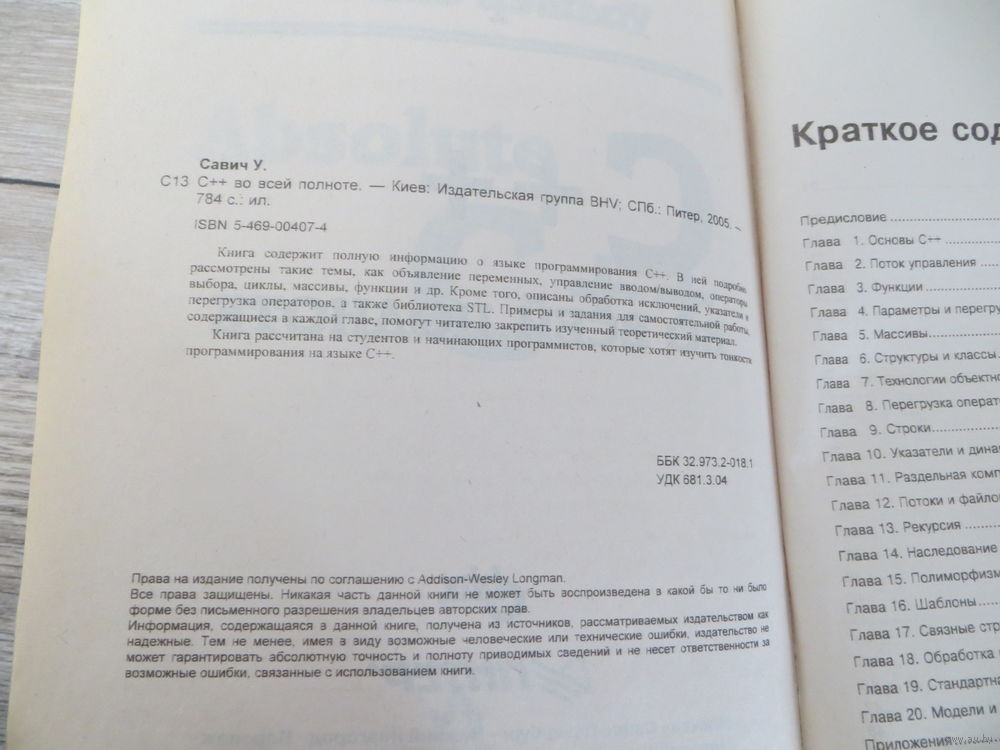 Савич У.
С13 С++ во всей полноте. — Киев: Издательская группа BHV; СПб.: Питер, 2005. –
784 с.: ил.
ISBN 5-469-00407-4
Книга содержит полную информацию о языке программирования С++. В ней подробно
рассмотрены такие темы, как объявление переменных, управление вводом/выводом, операторы
выбора, циклы, массивы, функции и др. Кроме того, описаны обработка исключений, указатели и
перегрузка операторов, а также библиотека STL. Примеры и задания для самостоятельной работы,
содержащиеся в каждой главе, помогут читателю закрепить изученный теоретический материал.
Книга рассчитана на студентов и начинающих программистов, которые хотят изучить тонкости
программирования на языке С++.
ББК 32.973.2-018.1
УДК 681.3.04
Права на издание получены по соглашению с Addison-Wesley Longman.
Все права защищены. Никакая часть данной книги не может быть воспроизведена в какой бы то ни было
форме без письменного разрешения владельцев авторских прав.
Информация, содержащаяся в данной книге, получена из источников, рассматриваемых издательством как
надежные. Тем не менее, имея в виду возможные человеческие или технические ошибки, издательство не
может гарантировать абсолютную точность и полноту приводимых сведений и не несет ответственности за
возможные ошибки, связанные с использованием книги.
Краткое сод
Предисловие
Глава 1. Основы С++
Глава 2. Поток управления
Глава 3. Функции
Глава 4. Параметры и перегру
Глава 5. Массивы
Глава 6. Структуры и классы
Глава 7. Технологии объектно
Глава 8. Перегрузка операто
Глава 9. Строки
Глава 10. Указатели и дина
Глава 11. Раздельная комп
Глава 12. Потоки и файло
Глава 13. Рекурсия
Глава 14. Наследование
Глава 15. Полиморфизм
Глава 16. Шаблоны
Глава 17. Связные стр
Глава 18. Обработка
Глава 19. Стандартна
Глава 20. Модели и
Приложения
www.ay.by